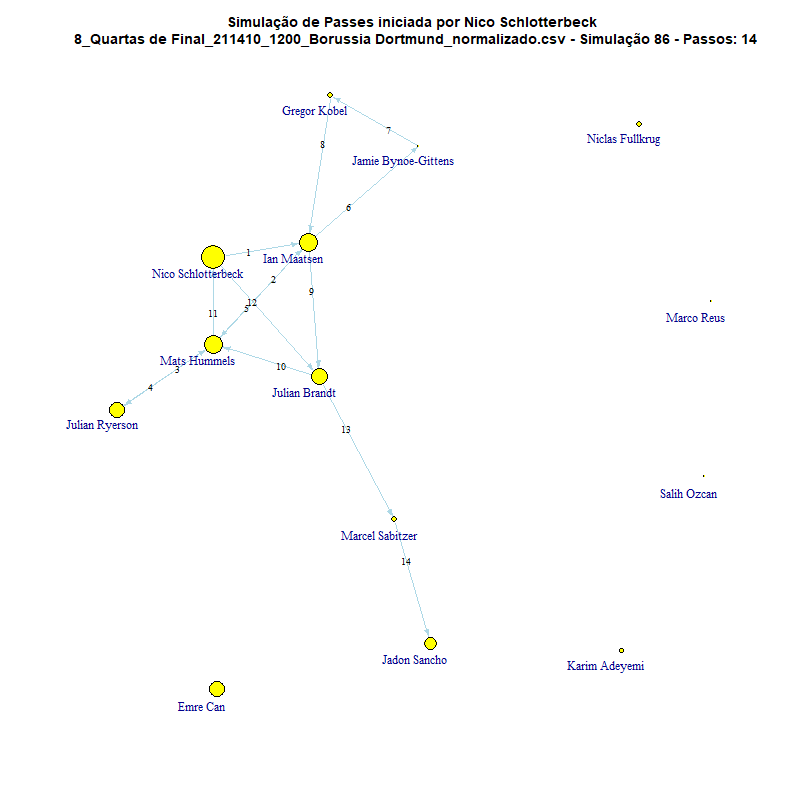 Simulação de Passes iniciada por Nico Schlotterbeck
8_Quartas de Final_211410_1200_Borussia Dortmund_normalizado.csv - Simulação 86 - Passos: 14
Gregor Kobel
Niclas Fullkrug
7
8
Jamie Bynoe-Gittens
6
1
Ian Maatsen
Nico Schlotterbeck
2
9
12
5
11
Marco Reus
Mats Hummels
10
3
4
Julian Brandt
Julian Ryerson
13
Salih Ozcan
Marcel Sabitzer
14
Jadon Sancho
Karim Adeyemi
Emre Can